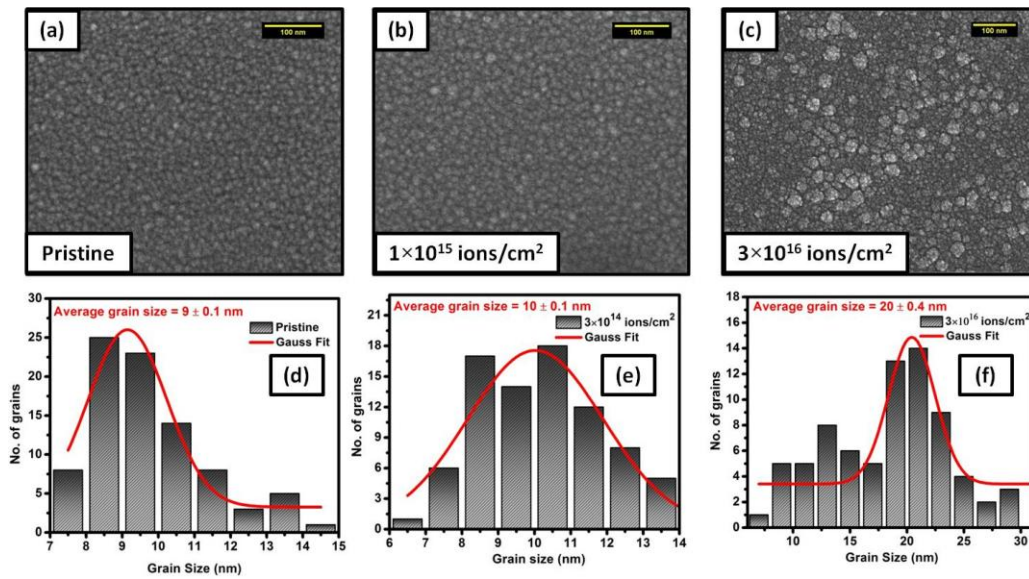 (a)
100 nm
Pristine
(b)
100 nm
1×10¹⁵ ions/cm²
(c)
100 nm
3×10¹⁶ ions/cm²
Average grain size = 9 ± 0.1 nm
Pristine
Gauss Fit
(d)
No. of grains
30
25
20
15
10
5
0
7 8 9 10 11 12 13 14 15
Grain Size (nm)
Average grain size = 10 ± 0.1 nm
3×10¹⁴ ions/cm²
Gauss Fit
(e)
No. of grains
24
21
18
15
12
9
6
3
0
6 7 8 9 10 11 12 13 14
Grain size (nm)
Average grain size = 20 ± 0.4 nm
3×10¹⁶ ions/cm²
Gauss Fit
(f)
No. of grains
18
16
14
12
10
8
6
4
2
0
10 15 20 25 30
Grain Size (nm)